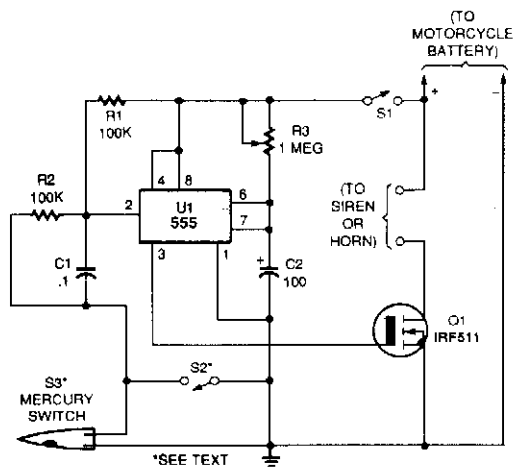 (TO
MOTORCYCLE
BATTERY)
+
−
S1
R1
100K
R3
1 MEG
R2
100K
4
8
2
U1
555
6
7
3
1
(TO
SIREN
OR
HORN)
C1
.1
+
C2
100
Q1
IRF511
S2*
S3*
MERCURY
SWITCH
*SEE TEXT